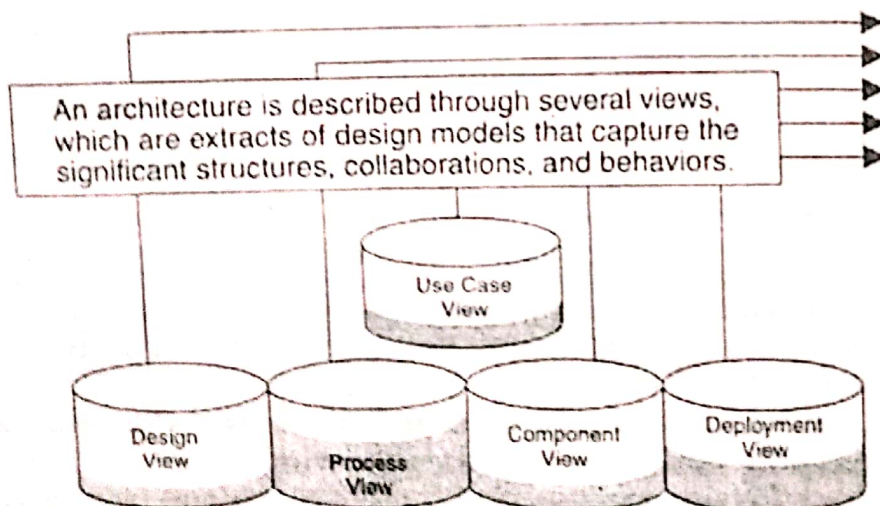 An architecture is described through several views,
which are extracts of design models that capture the
significant structures, collaborations, and behaviors.
Use Case
View
Design
View
Process
View
Component
View
Deployment
View